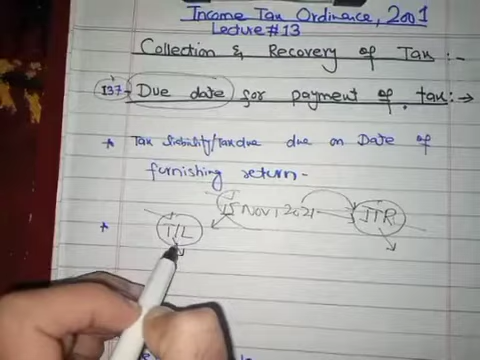 Income Tax Ordinance, 2001
Lecture #13
Collection & Recovery of Tax :-
137- Due date for payment of tax:→
* Tax liability/Tax due due on Date of
furnishing return-
15 Nov, 2021 ITR
* T/L